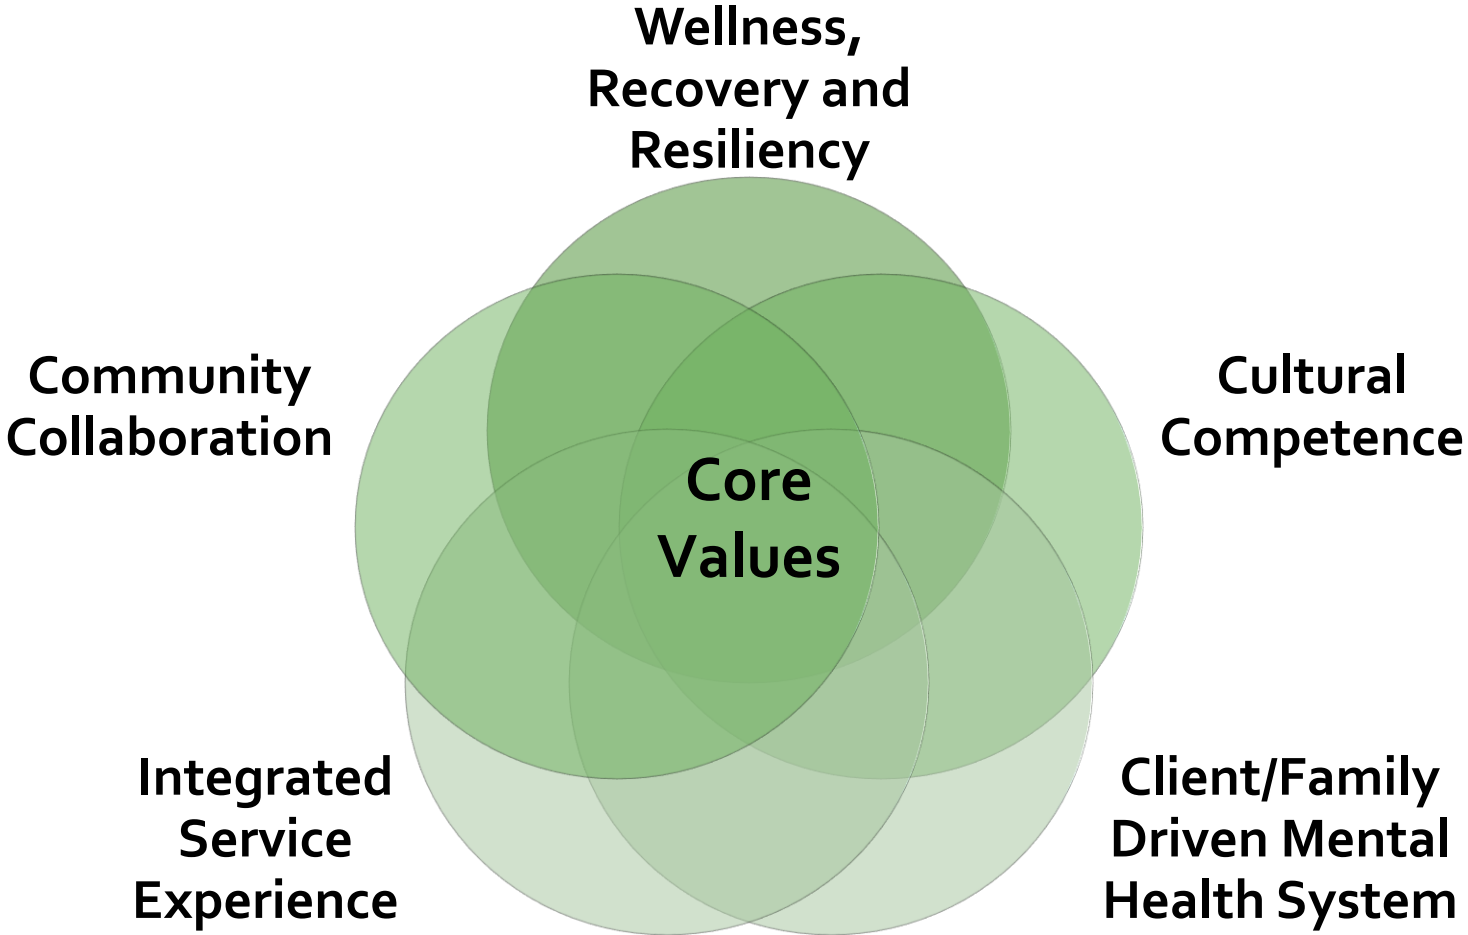 Wellness,
Recovery and
Resiliency
Community
Collaboration
Cultural
Competence
Core
Values
Integrated
Service
Experience
Client/Family
Driven Mental
Health System